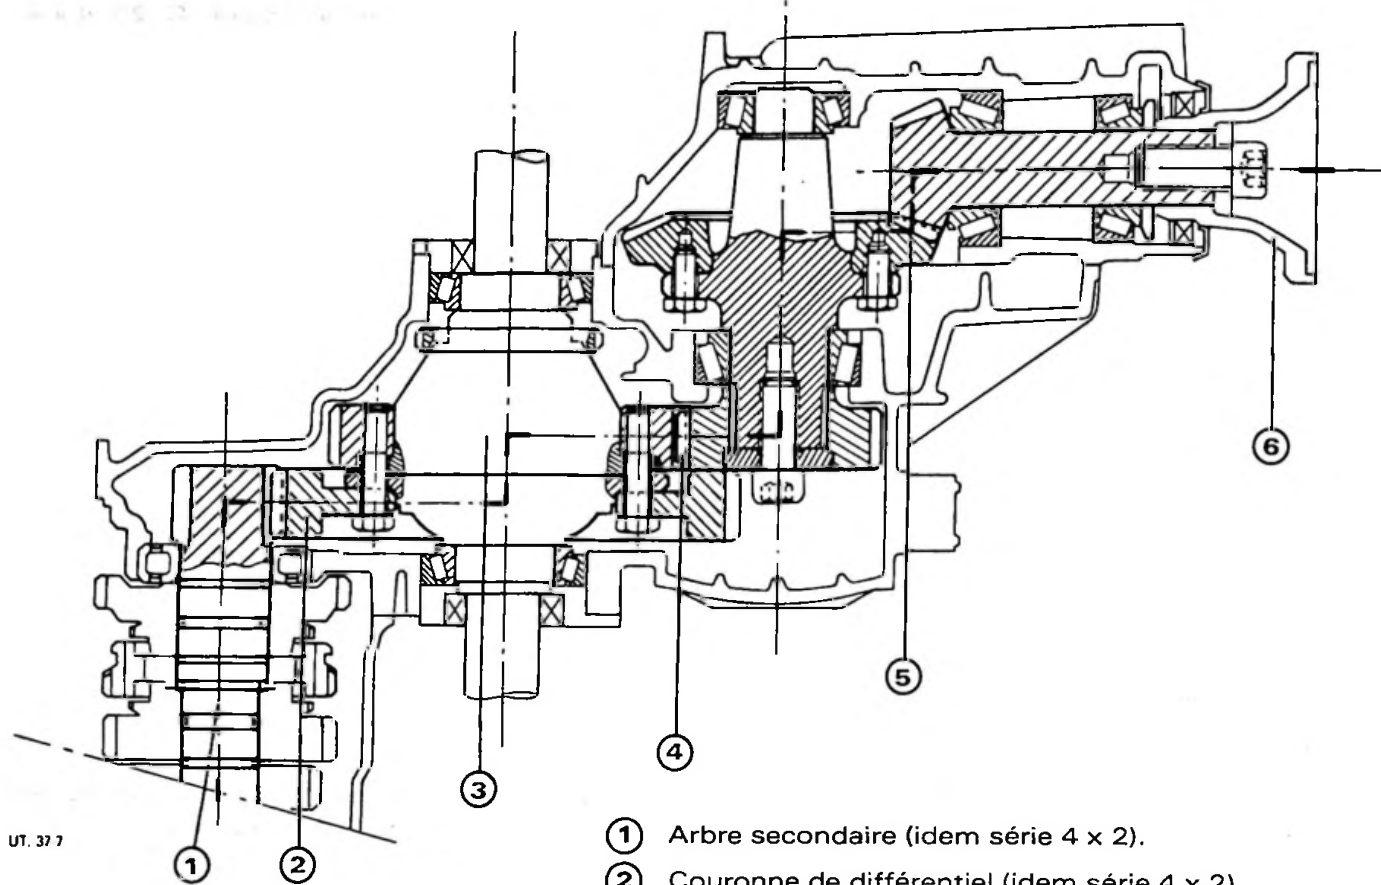 6
5
4
3
UT. 37 7
1
2
1 Arbre secondaire (idem série 4 x 2).
2 Couronne de différentiel (idem série 4 x 2)